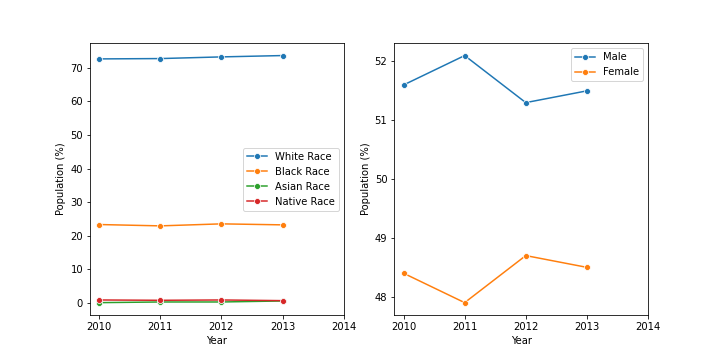 Population (%)
70
60
50
40
30
20
10
0
2010 2011 2012 2013 2014
Year
White Race
Black Race
Asian Race
Native Race
Population (%)
52
51
50
49
48
2010 2011 2012 2013 2014
Year
Male
Female